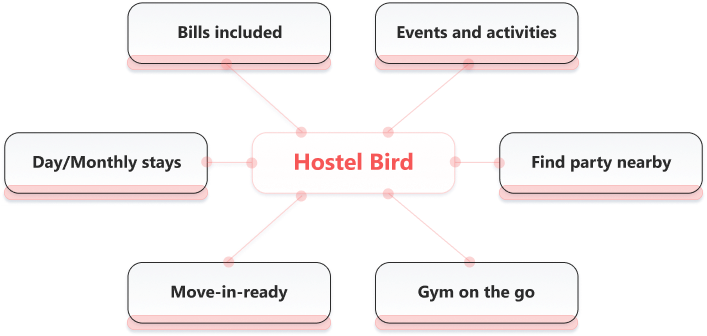 Bills included
Events and activities
Day/Monthly stays
Hostel Bird
Find party nearby
Move-in-ready
Gym on the go